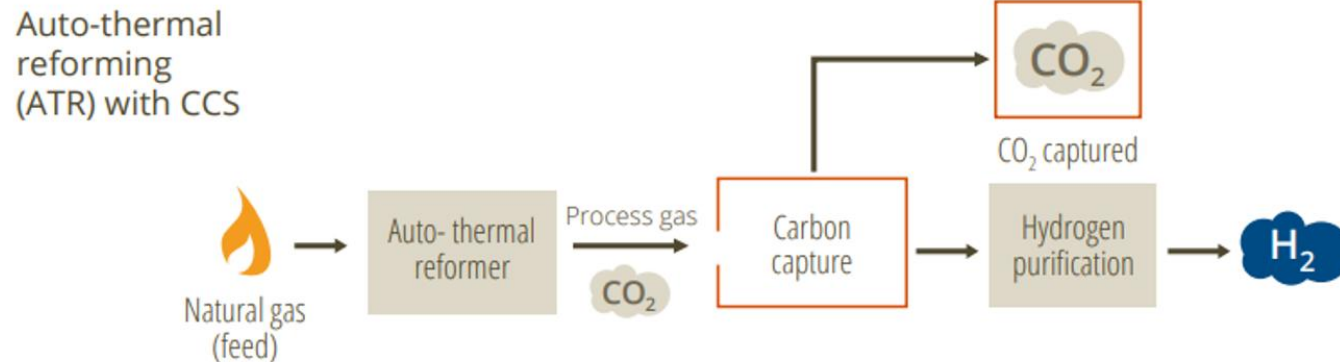 Auto-thermal
reforming
(ATR) with CCS
CO₂
CO₂ captured
Natural gas
(feed)
Auto- thermal
reformer
Process gas
CO₂
Carbon
capture
Hydrogen
purification
H₂